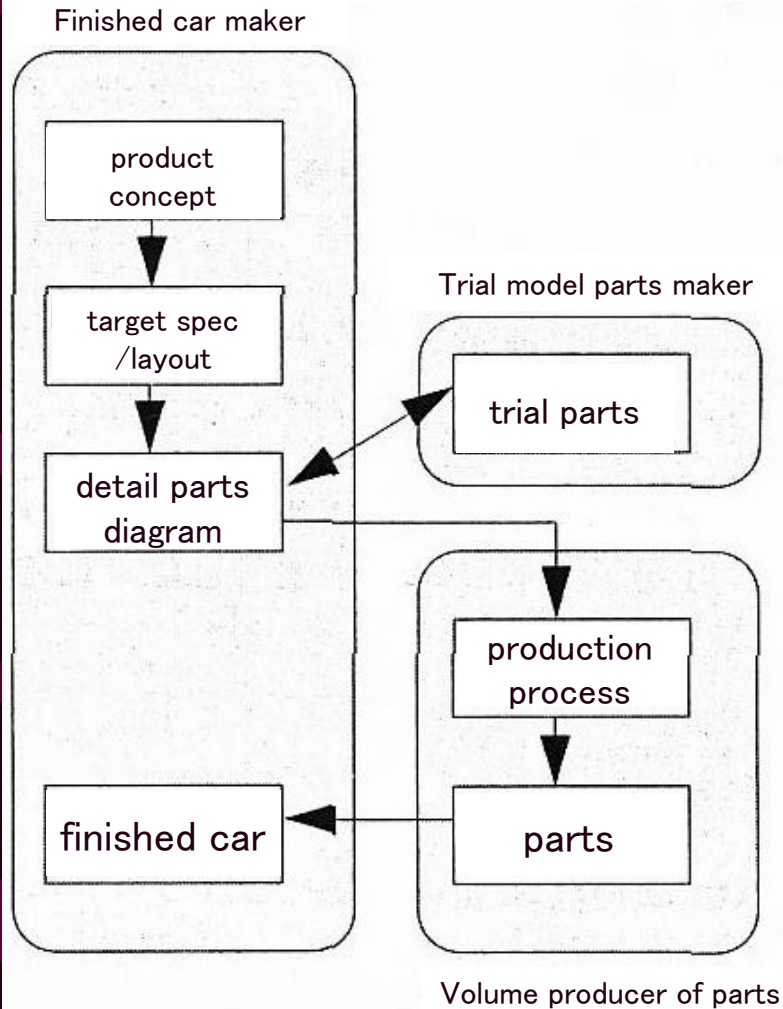 Finished car maker
product
concept
target spec
/layout
detail parts
diagram
finished car
Trial model parts maker
trial parts
production
process
parts
Volume producer of parts